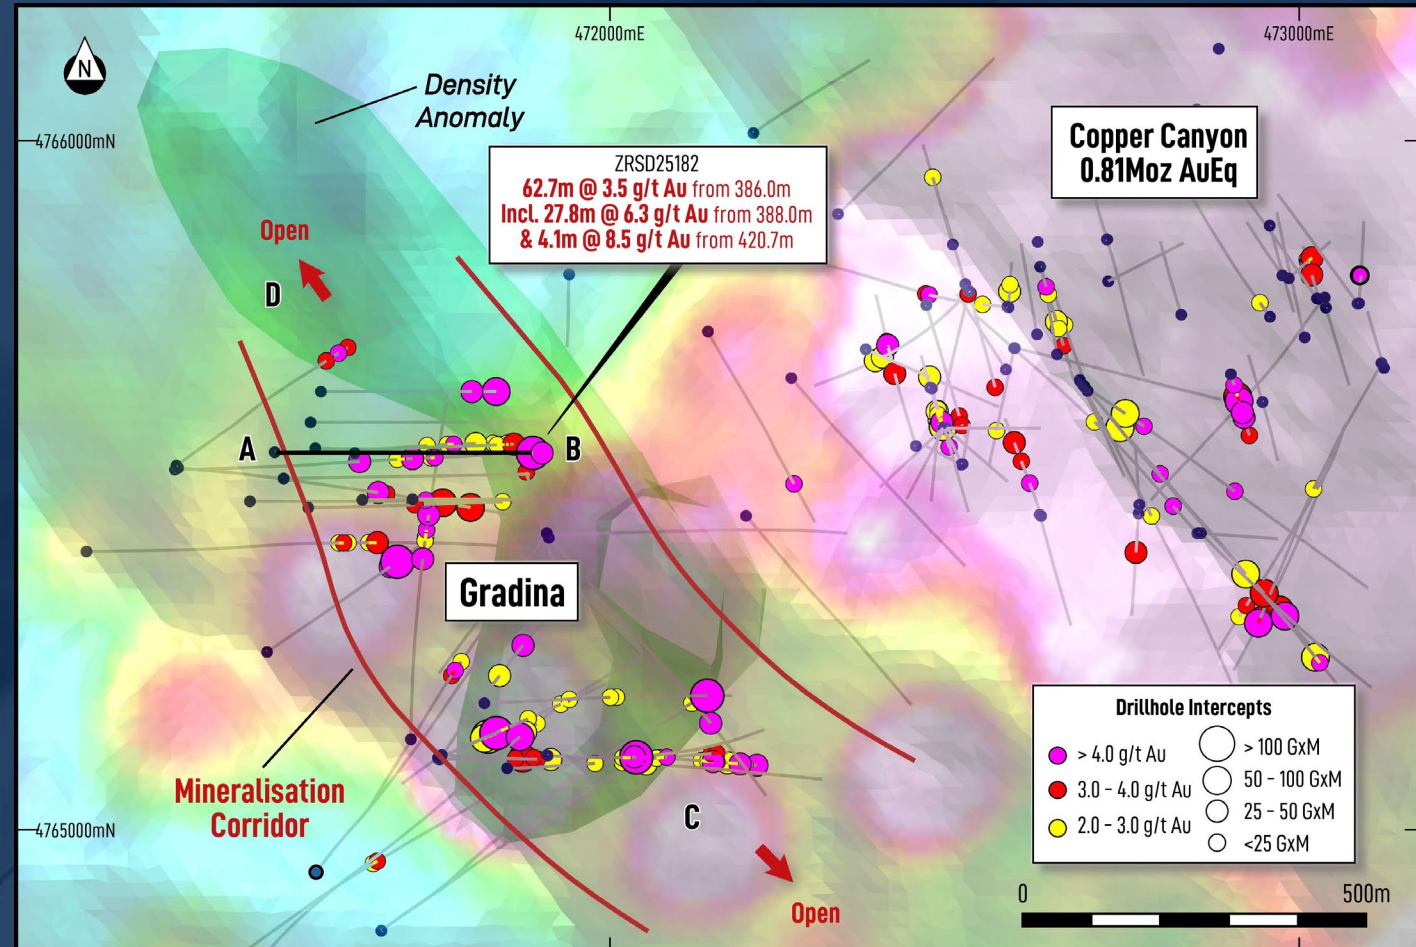 472000mE
473000mE
N
Density
Anomaly
4766000mN
Copper Canyon
0.81Moz AuEq
ZRSD25182
62.7m @ 3.5 g/t Au from 386.0m
Incl. 27.8m @ 6.3 g/t Au from 388.0m
& 4.1m @ 8.5 g/t Au from 420.7m
Open
D
A
B
Gradina
Mineralisation
Corridor
4765000mN
C
Open
Drillhole Intercepts
> 4.0 g/t Au
3.0 - 4.0 g/t Au
2.0 - 3.0 g/t Au
> 100 GxM
50 - 100 GxM
25 - 50 GxM
<25 GxM
0
500m